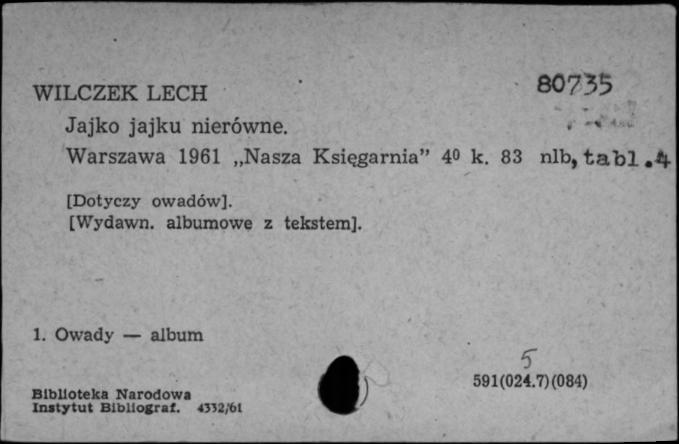 80735
WILCZEK LECH
Jajko jajku nierówne.
Warszawa 1961 „Nasza Księgarnia” 4⁰ k. 83 nlb, tabl.4
[Dotyczy owadów].
[Wydawn. albumowe z tekstem].
1. Owady — album
5
591(024.7)(084)
Biblioteka Narodowa
Instytut Bibliograf. 4332/61